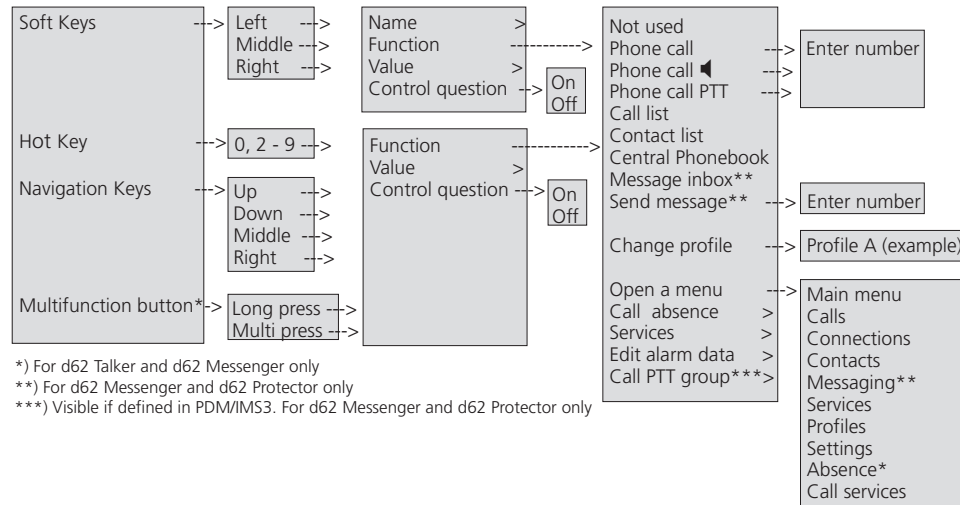 Soft Keys --->
Left --->
Middle --->
Right --->
Name >
Function ----------->
Value >
Control question -->
On
Off
Not used
Phone call --->
Phone call --->
Phone call PTT --->
Enter number
Call list
Contact list
Central Phonebook
Message inbox**
Send message** --->
Enter number
Change profile --->
Profile A (example)
Open a menu --->
Call absence >
Services >
Edit alarm data >
Call PTT group***>
Main menu
Calls
Connections
Contacts
Messaging**
Services
Profiles
Settings
Absence*
Call services
Hot Key --->
0, 2 - 9 --->
Function ----------->
Value >
Control question --->
On
Off
Navigation Keys --->
Up --->
Down --->
Middle --->
Right --->
Multifunction button*->
Long press --->
Multi press --->
*) For d62 Talker and d62 Messenger only
**) For d62 Messenger and d62 Protector only
***) Visible if defined in PDM/IMS3. For d62 Messenger and d62 Protector only